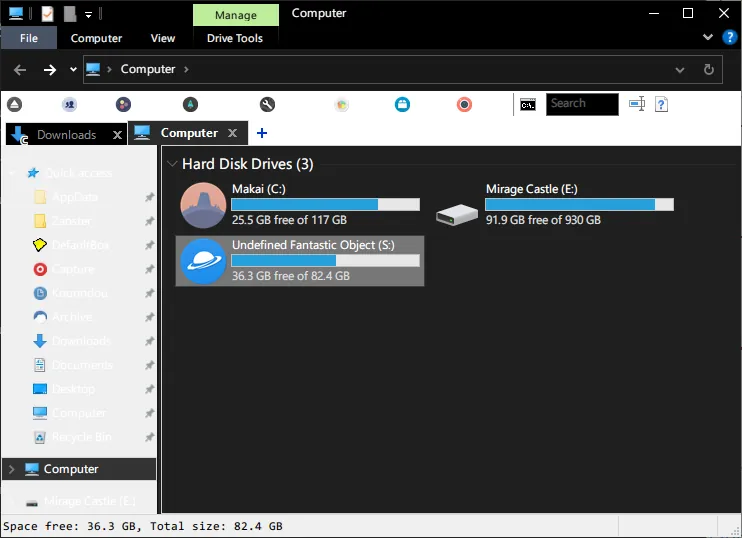 Manage
Computer
File
Computer
View
Drive Tools
Computer
Search
Downloads
Computer
Quick access
AppData
DefaultBox
Capture
Kourindou
Archive
Downloads
Documents
Desktop
Computer
Recycle Bin
Computer
Mirage Castle (E:)
Hard Disk Drives (3)
Makai (C:)
25.5 GB free of 117 GB
Mirage Castle (E:)
91.9 GB free of 930 GB
Undefined Fantastic Object (S:)
36.3 GB free of 82.4 GB
Space free: 36.3 GB, Total size: 82.4 GB